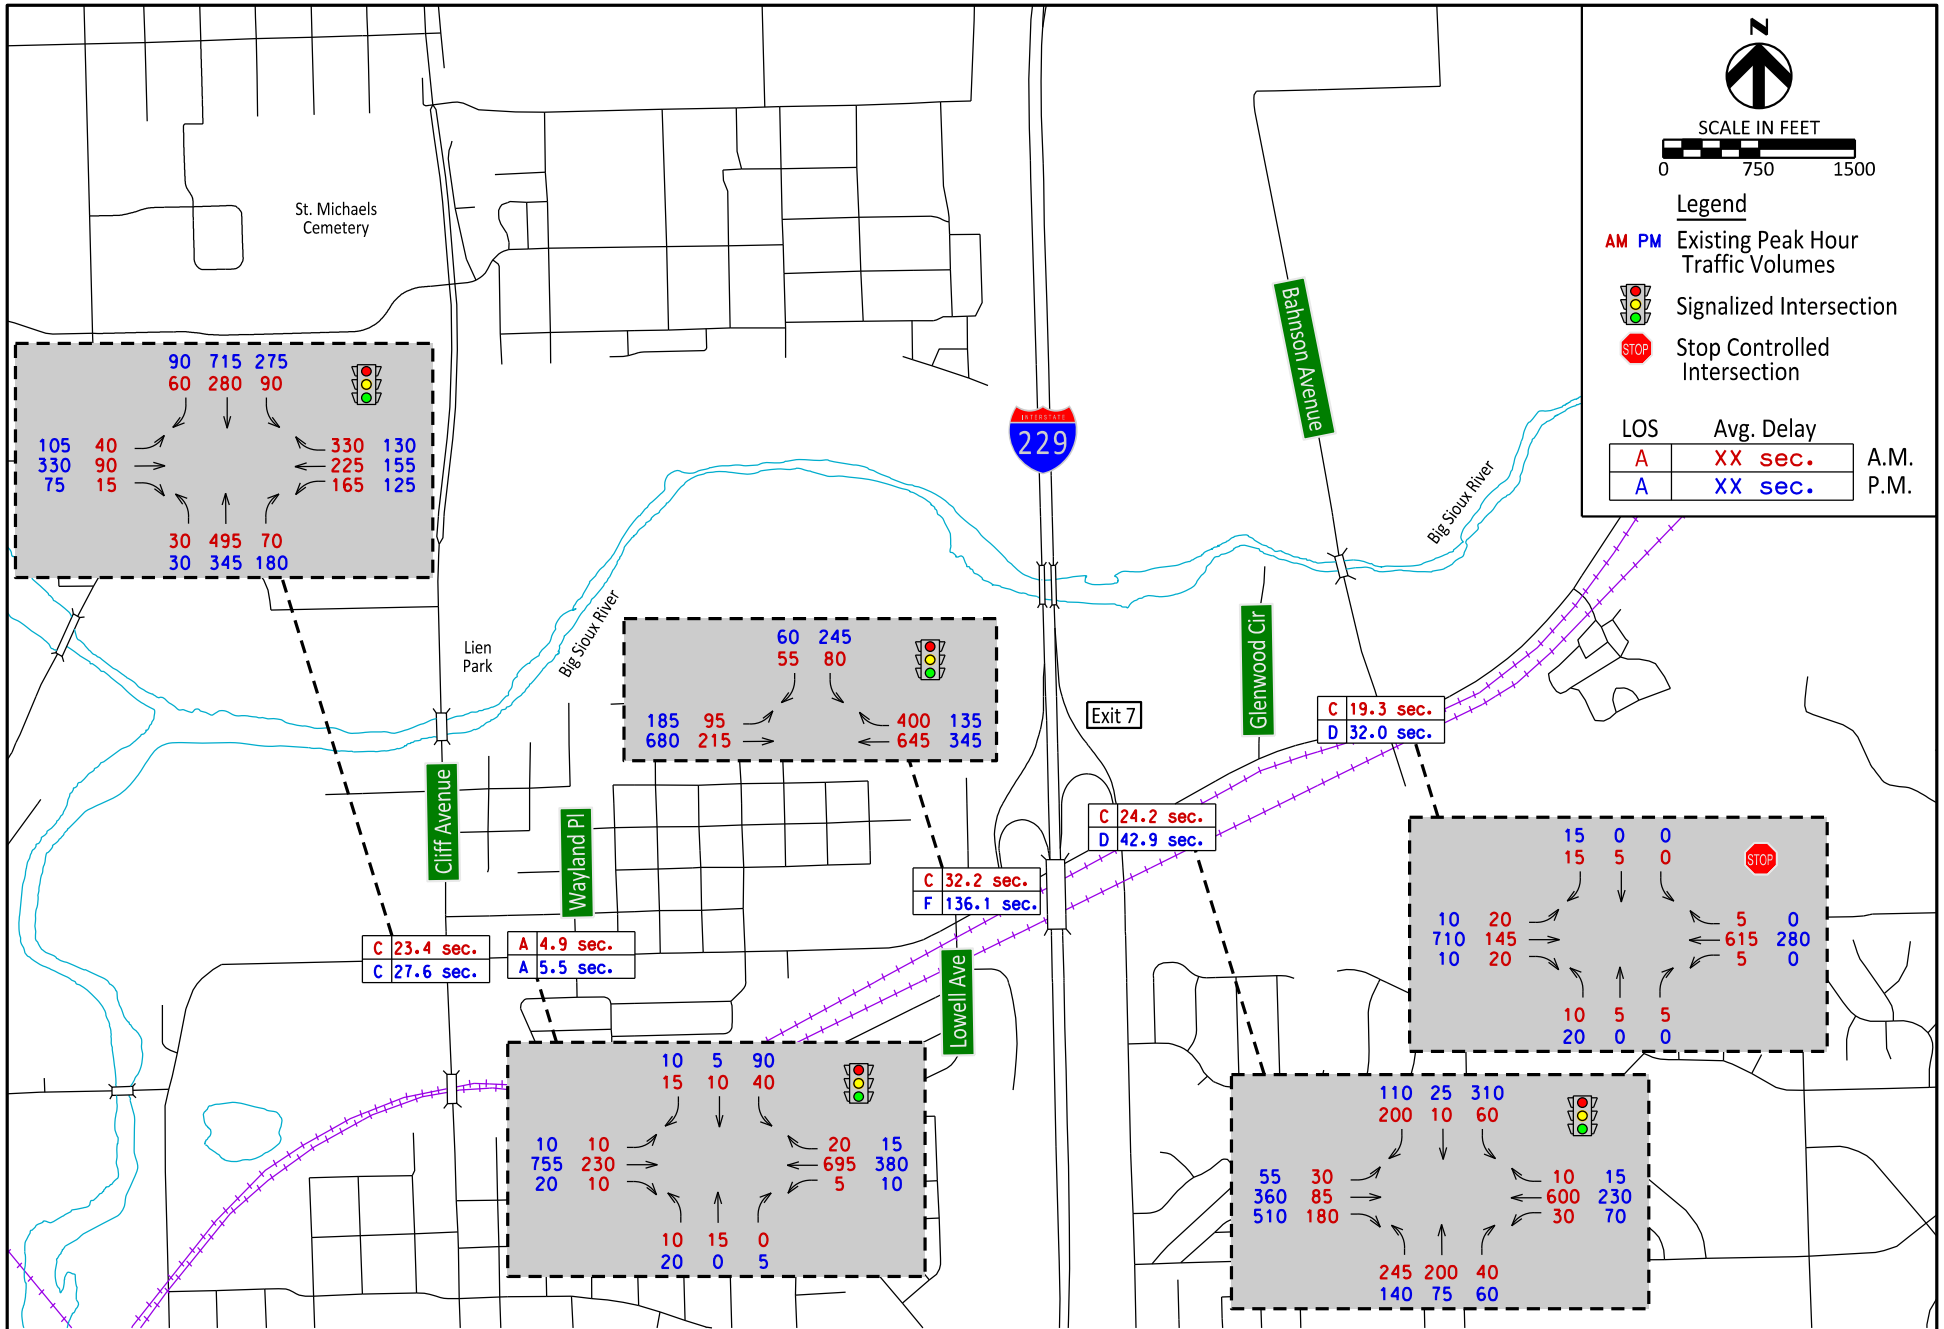 N
SCALE IN FEET
0 750 1500
Legend
AM PM Existing Peak Hour
Traffic Volumes
Signalized Intersection
STOP Stop Controlled
Intersection
LOS Avg. Delay
A XX sec. A.M.
A XX sec. P.M.
St. Michaels
Cemetery
90 715 275
60 280 90
105 40 330 130
330 90 225 155
75 15 165 125
30 495 70
30 345 180
INTERSTATE
229
Bahnson Avenue
Big Sioux River
Lien
Park
Big Sioux River
60 245
55 80
185 95 400 135
680 215 645 345
Exit 7
Glenwood Cir
C 19.3 sec.
D 32.0 sec.
Cliff Avenue
Wayland Pl
C 24.2 sec.
D 42.9 sec.
C 32.2 sec.
F 136.1 sec.
C 23.4 sec.
C 27.6 sec.
A 4.9 sec.
A 5.5 sec.
Lowell Ave
15 0 0
15 5 0
STOP
10 20 5 0
710 145 615 280
10 20 5 0
10 5 5
20 0 0
10 5 90
15 10 40
10 10 20 15
755 230 695 380
20 10 5 10
10 15 0
20 0 5
110 25 310
200 10 60
55 30 10 15
360 85 600 230
510 180 30 70
245 200 40
140 75 60